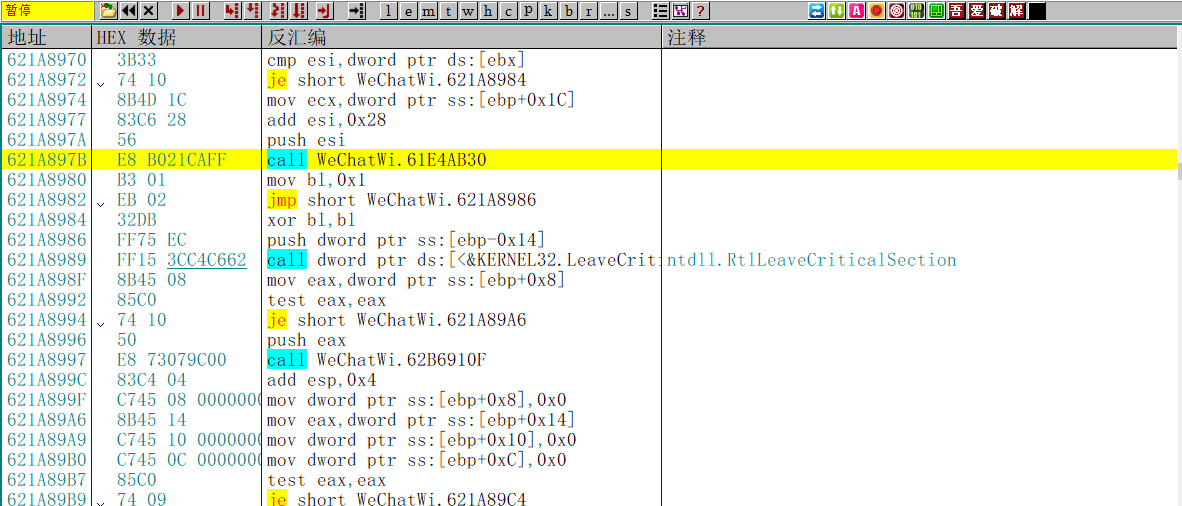 暂停 l e m t w h c p k b r ... s ? A 吾 爱 破 解
地址 HEX 数据 反汇编 注释
621A8970 3B33 cmp esi,dword ptr ds:[ebx]
621A8972 74 10 je short WeChatWi.621A8984
621A8974 8B4D 1C mov ecx,dword ptr ss:[ebp+0x1C]
621A8977 83C6 28 add esi,0x28
621A897A 56 push esi
621A897B E8 B021CAFF call WeChatWi.61E4AB30
621A8980 B3 01 mov bl,0x1
621A8982 EB 02 jmp short WeChatWi.621A8986
621A8984 32DB xor bl,bl
621A8986 FF75 EC push dword ptr ss:[ebp-0x14]
621A8989 FF15 3CC4C662 call dword ptr ds:[<&KERNEL32.LeaveCrit ntdll.RtlLeaveCriticalSection
621A898F 8B45 08 mov eax,dword ptr ss:[ebp+0x8]
621A8992 85C0 test eax,eax
621A8994 74 10 je short WeChatWi.621A89A6
621A8996 50 push eax
621A8997 E8 73079C00 call WeChatWi.62B6910F
621A899C 83C4 04 add esp,0x4
621A899F C745 08 0000000 mov dword ptr ss:[ebp+0x8],0x0
621A89A6 8B45 14 mov eax,dword ptr ss:[ebp+0x14]
621A89A9 C745 10 0000000 mov dword ptr ss:[ebp+0x10],0x0
621A89B0 C745 0C 0000000 mov dword ptr ss:[ebp+0xC],0x0
621A89B7 85C0 test eax,eax
621A89B9 74 09 je short WeChatWi.621A89C4